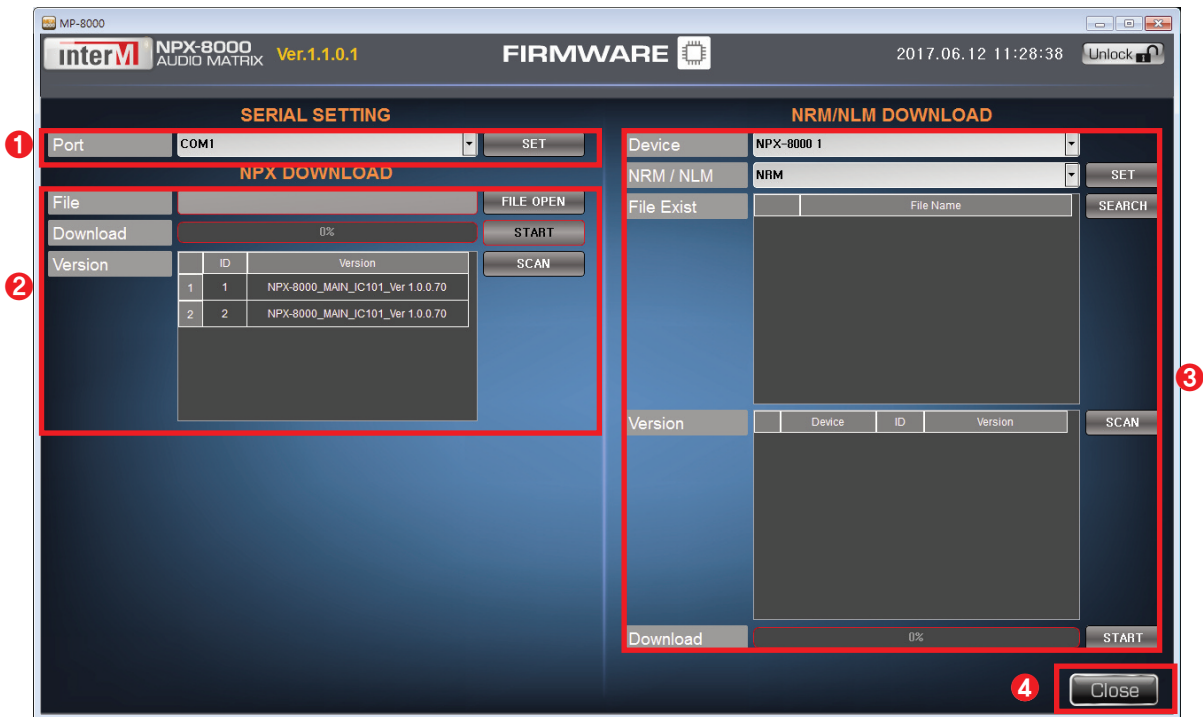 MP-8000
interM NPX-8000 AUDIO MATRIX Ver.1.1.0.1 FIRMWARE 2017.06.12 11:28:38 Unlock
SERIAL SETTING
1 Port COM1 SET
NPX DOWNLOAD
File FILE OPEN
Download 0% START
Version ID Version SCAN
2
1 1 NPX-8000_MAIN_IC101_Ver 1.0.0.70
2 2 NPX-8000_MAIN_IC101_Ver 1.0.0.70
NRM/NLM DOWNLOAD
Device NPX-8000 1
NRM / NLM NRM SET
File Exist File Name SEARCH
3
Version Device ID Version SCAN
Download 0% START
4 Close